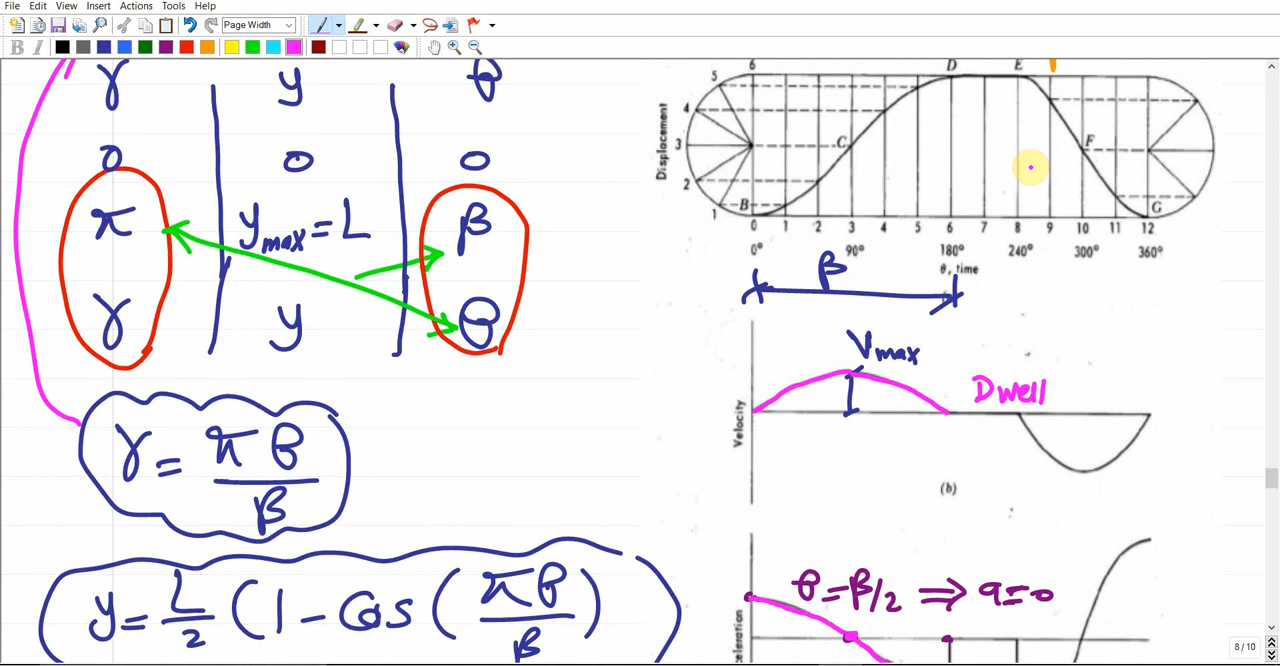 File Edit View Insert Actions Tools Help
Page Width
B I
γ y θ
0 0 0
π y_max = L β
γ y θ
γ = πθ/β
y = L/2 (1 - Cos (πθ/β)
Displacement
6 D E
5
4
3 C F
2
1 B G
0 1 2 3 4 5 6 7 8 9 10 11 12
0° 90° 180° 240° 300° 360°
θ, time
β
Vmax
Dwell
Velocity
(b)
θ = β/2 ⇒ a = 0
celeration
8 / 10